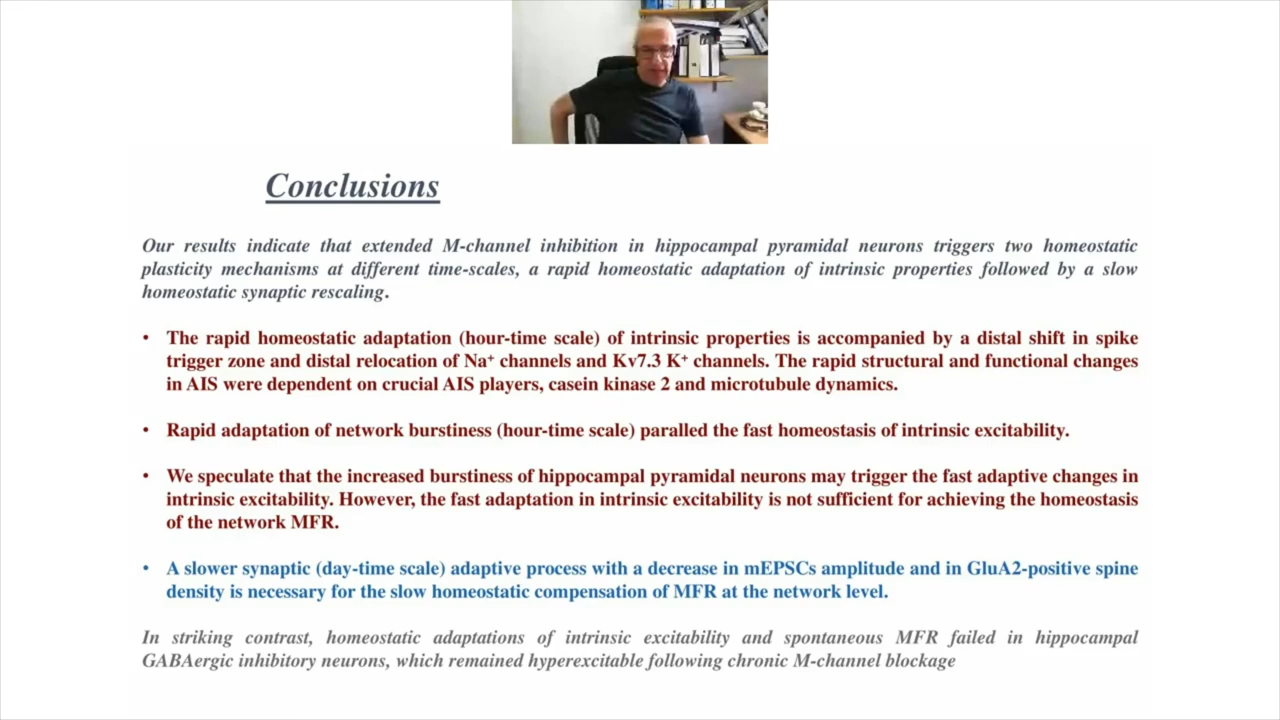 Conclusions
Our results indicate that extended M-channel inhibition in hippocampal pyramidal neurons triggers two homeostatic
plasticity mechanisms at different time-scales, a rapid homeostatic adaptation of intrinsic properties followed by a slow
homeostatic synaptic rescaling.
• The rapid homeostatic adaptation (hour-time scale) of intrinsic properties is accompanied by a distal shift in spike
trigger zone and distal relocation of Na⁺ channels and Kv7.3 K⁺ channels. The rapid structural and functional changes
in AIS were dependent on crucial AIS players, casein kinase 2 and microtubule dynamics.
• Rapid adaptation of network burstiness (hour-time scale) paralled the fast homeostasis of intrinsic excitability.
• We speculate that the increased burstiness of hippocampal pyramidal neurons may trigger the fast adaptive changes in
intrinsic excitability. However, the fast adaptation in intrinsic excitability is not sufficient for achieving the homeostasis
of the network MFR.
• A slower synaptic (day-time scale) adaptive process with a decrease in mEPSCs amplitude and in GluA2-positive spine
density is necessary for the slow homeostatic compensation of MFR at the network level.
In striking contrast, homeostatic adaptations of intrinsic excitability and spontaneous MFR failed in hippocampal
GABAergic inhibitory neurons, which remained hyperexcitable following chronic M-channel blockage